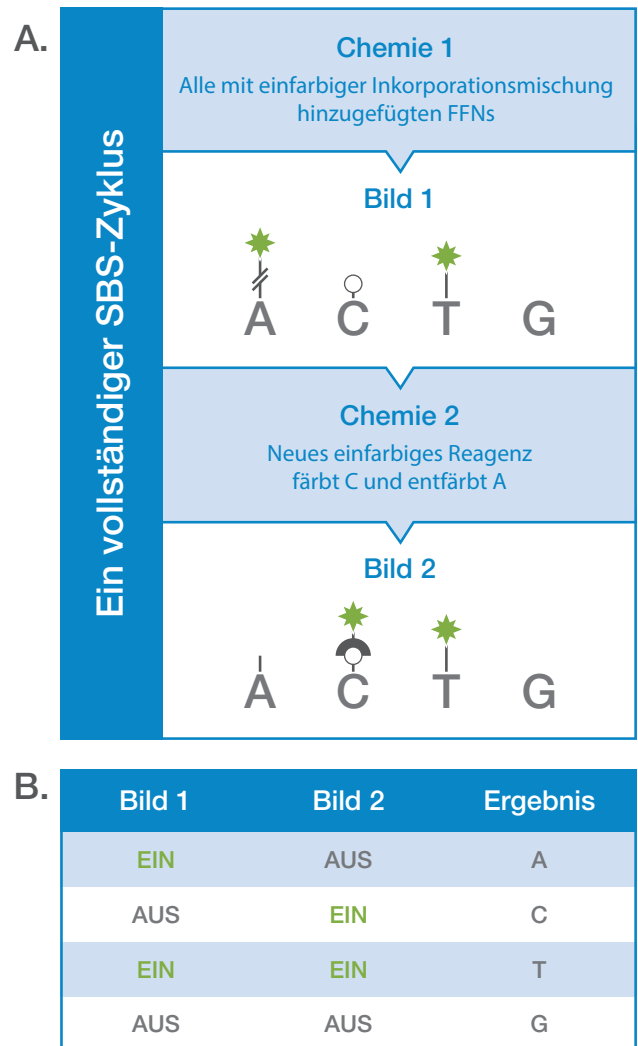 A.
Ein vollständiger SBS-Zyklus
Chemie 1
Alle mit einfarbiger Inkorporationsmischung
hinzugefügten FFNs
Bild 1
A C T G
Chemie 2
Neues einfarbiges Reagenz
färbt C und entfärbt A
Bild 2
A C T G
B.
Bild 1 Bild 2 Ergebnis
EIN AUS A
AUS EIN C
EIN EIN T
AUS AUS G